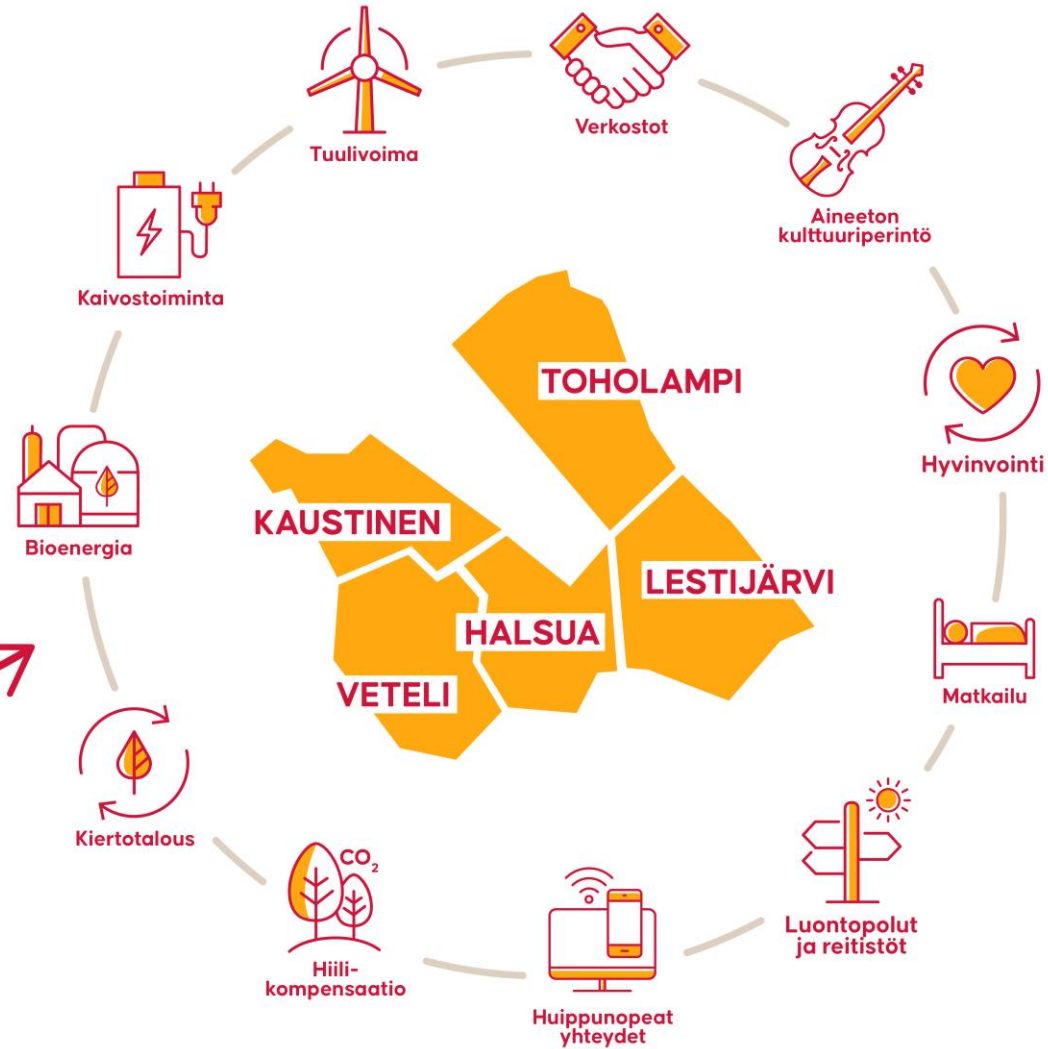 Tuulivoima
Verkostot
Aineeton
kulttuuriperintö
Hyvinvointi
Matkailu
Luontopolut
ja reitistöt
Huippunopeat
yhteydet
CO₂
Hiili-
kompensaatio
Kiertotalous
Bioenergia
Kaivostoiminta
TOHOLAMPI
KAUSTINEN
LESTIJÄRVI
HALSUA
VETELI